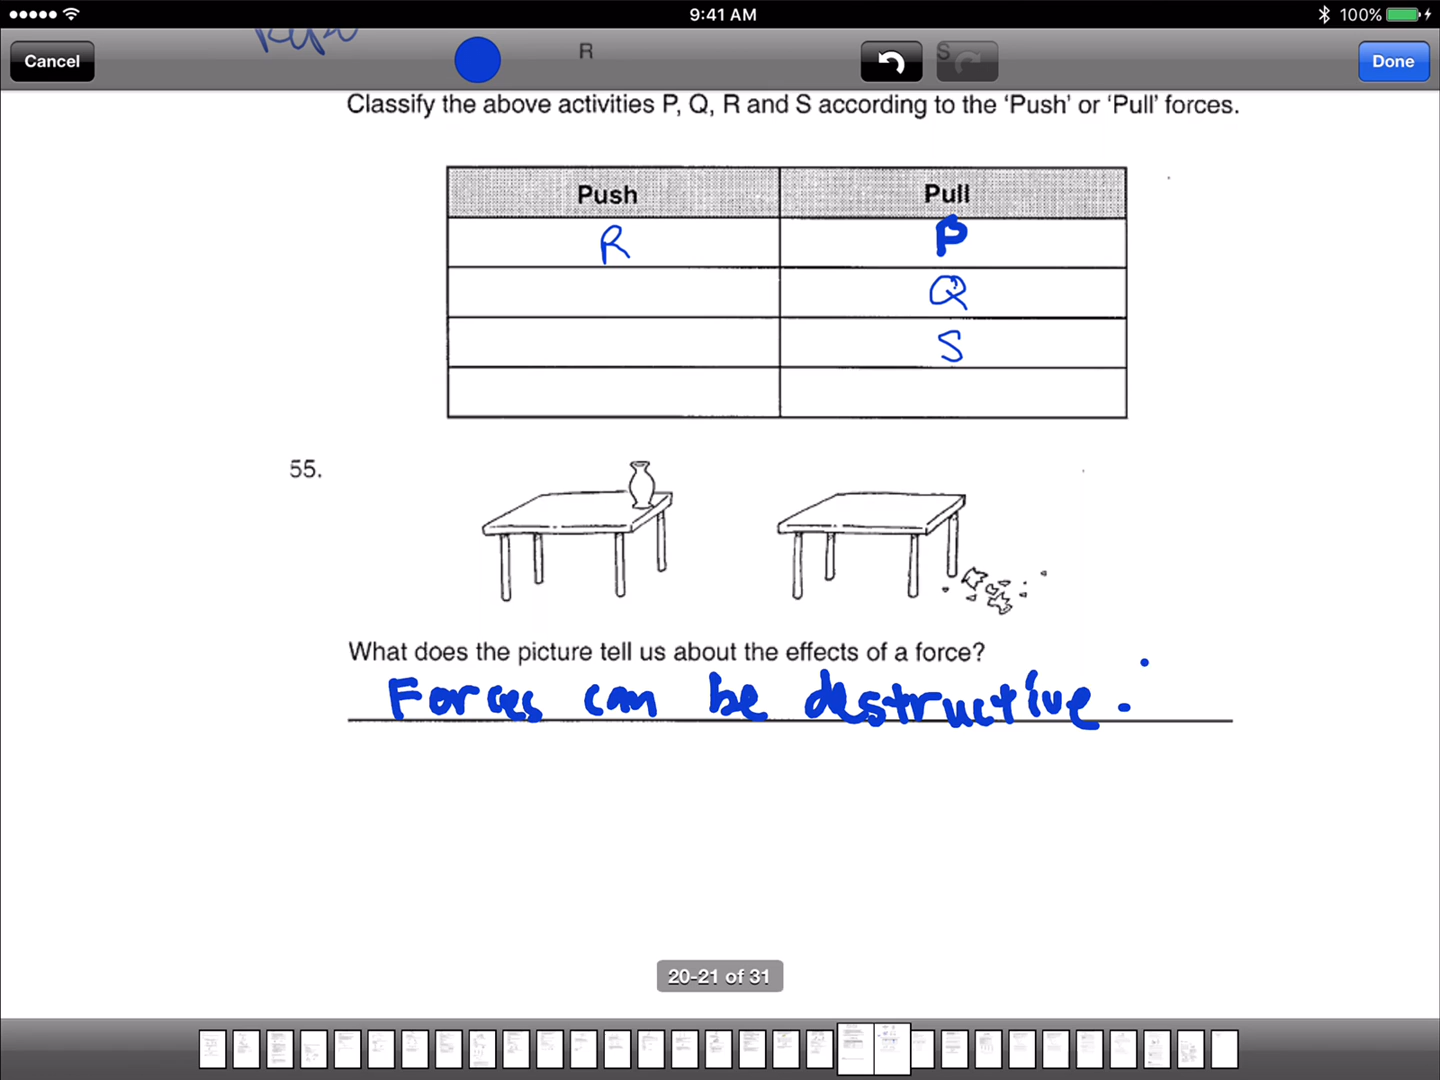 9:41 AM
100%
Cancel
R
S
Done
Classify the above activities P, Q, R and S according to the ‘Push’ or ‘Pull’ forces.
Push Pull
R P
Q
S
55.
What does the picture tell us about the effects of a force?
Forces can be destructive.
20-21 of 31